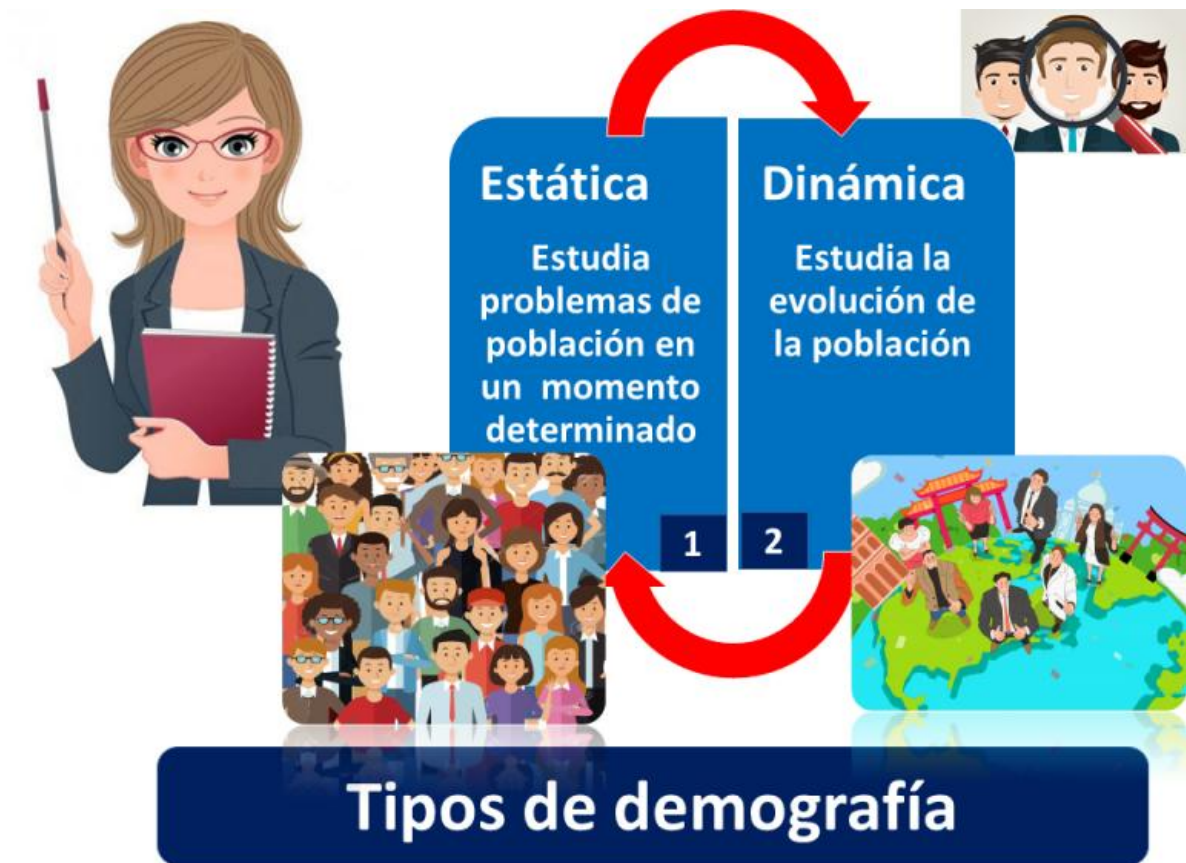 Estática
Estudia
problemas de
población en
un momento
determinado
1
Dinámica
Estudia la
evolución de
la población
2
Tipos de demografía